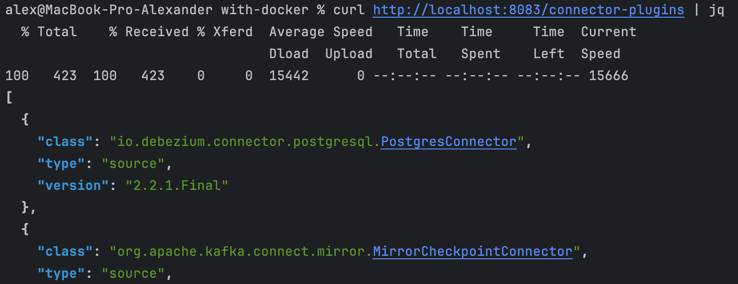 alex@MacBook-Pro-Alexander with-docker % curl http://localhost:8083/connector-plugins | jq
  % Total    % Received % Xferd  Average Speed   Time    Time     Time  Current
                                 Dload  Upload   Total   Spent    Left  Speed
100   423  100   423    0     0  15442      0 --:--:-- --:--:-- --:--:-- 15666
[
  {
    "class": "io.debezium.connector.postgresql.PostgresConnector",
    "type": "source",
    "version": "2.2.1.Final"
  },
  {
    "class": "org.apache.kafka.connect.mirror.MirrorCheckpointConnector",
    "type": "source",